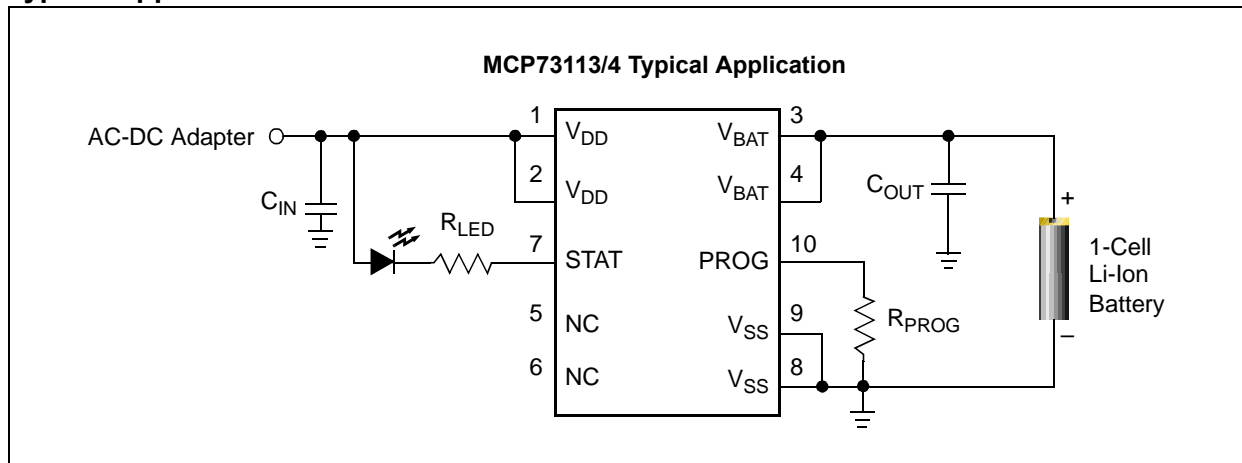 MCP73113/4 Typical Application
AC-DC Adapter
CIN
RLED
1
VDD
2
VDD
7
STAT
5
NC
6
NC
3
VBAT
4
VBAT
10
PROG
9
VSS
8
VSS
COUT
RPROG
+
1-Cell
Li-Ion
Battery
–